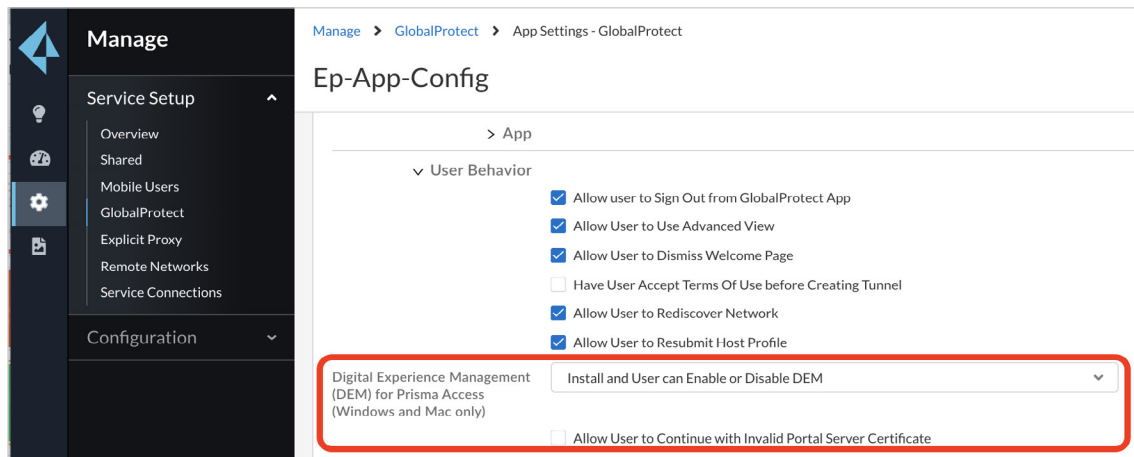 Manage
Service Setup
Overview
Shared
Mobile Users
GlobalProtect
Explicit Proxy
Remote Networks
Service Connections
Configuration
Manage > GlobalProtect > App Settings - GlobalProtect
Ep-App-Config
> App
User Behavior
Allow user to Sign Out from GlobalProtect App
Allow User to Use Advanced View
Allow User to Dismiss Welcome Page
Have User Accept Terms Of Use before Creating Tunnel
Allow User to Rediscover Network
Allow User to Resubmit Host Profile
Digital Experience Management
(DEM) for Prisma Access
(Windows and Mac only)
Install and User can Enable or Disable DEM
Allow User to Continue with Invalid Portal Server Certificate